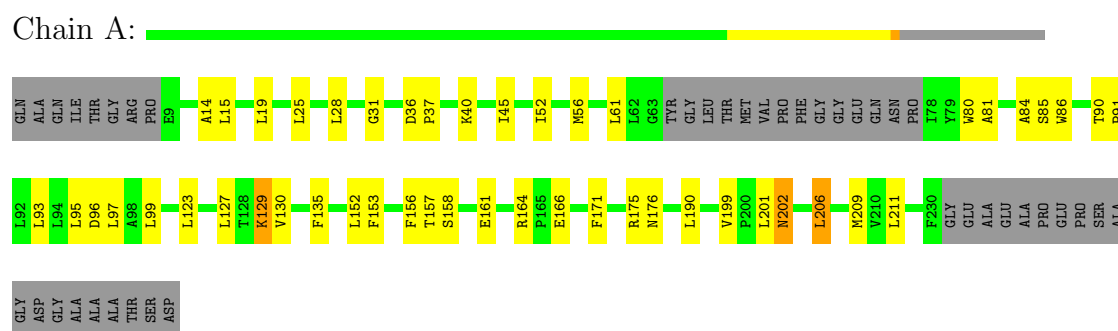 Chain A:
GLN ALA GLN ILE THR GLY ARG PRO E9 A14 L15 L19 L25 L28 G31 D36 P37 K40 I45 I52 M56 L61 L62 G63 TYR GLY LEU THR MET VAL PRO PHE GLY GLY GLU GLN ASN PRO I78 Y79 W80 A81 A84 S85 W86 T90
L92 L93 L94 L95 D96 L97 A98 L99 L123 L127 T128 K129 V130 F135 L152 F153 F156 T157 S158 E161 R164 P165 E166 F171 R175 N176 L190 V199 P200 L201 N202 L206 M209 V210 L211 F230 GLY GLU ALA GLU ALA PRO GLU PRO SER ALA
GLY ASP GLY ALA ALA ALA THR SER ASP